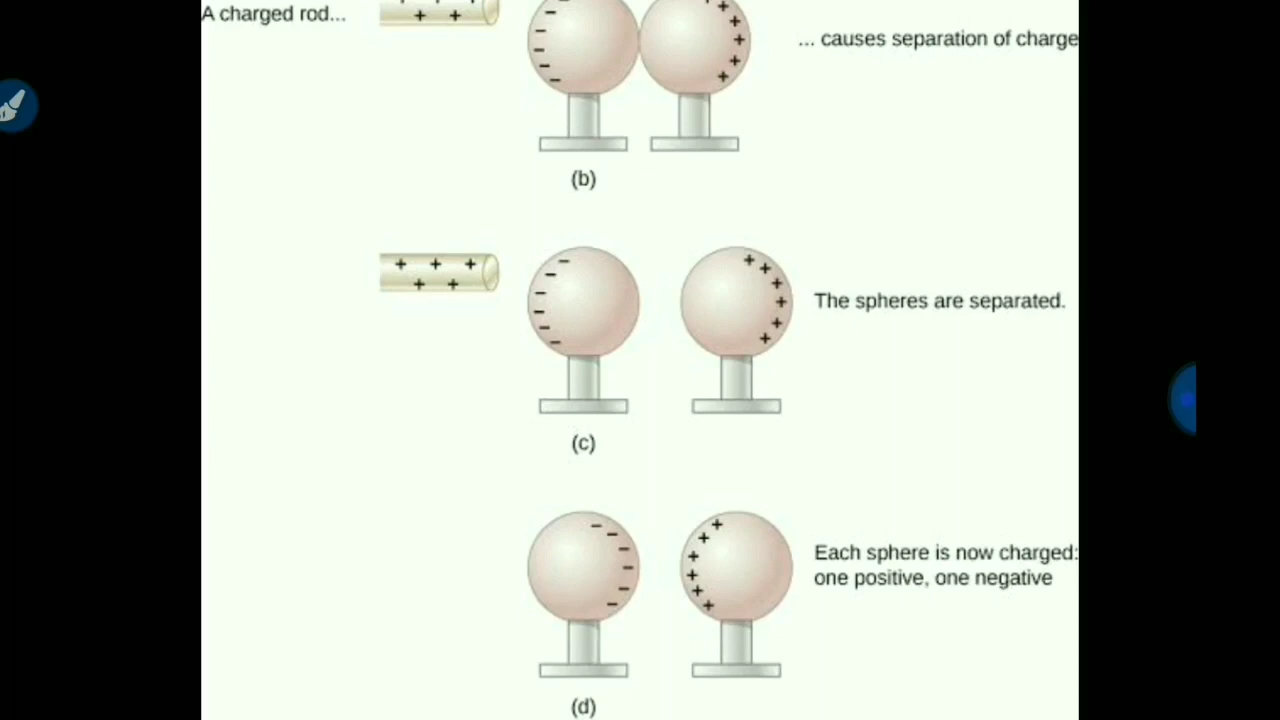 A charged rod...
... causes separation of charge
(b)
The spheres are separated.
(c)
Each sphere is now charged:
one positive, one negative
(d)